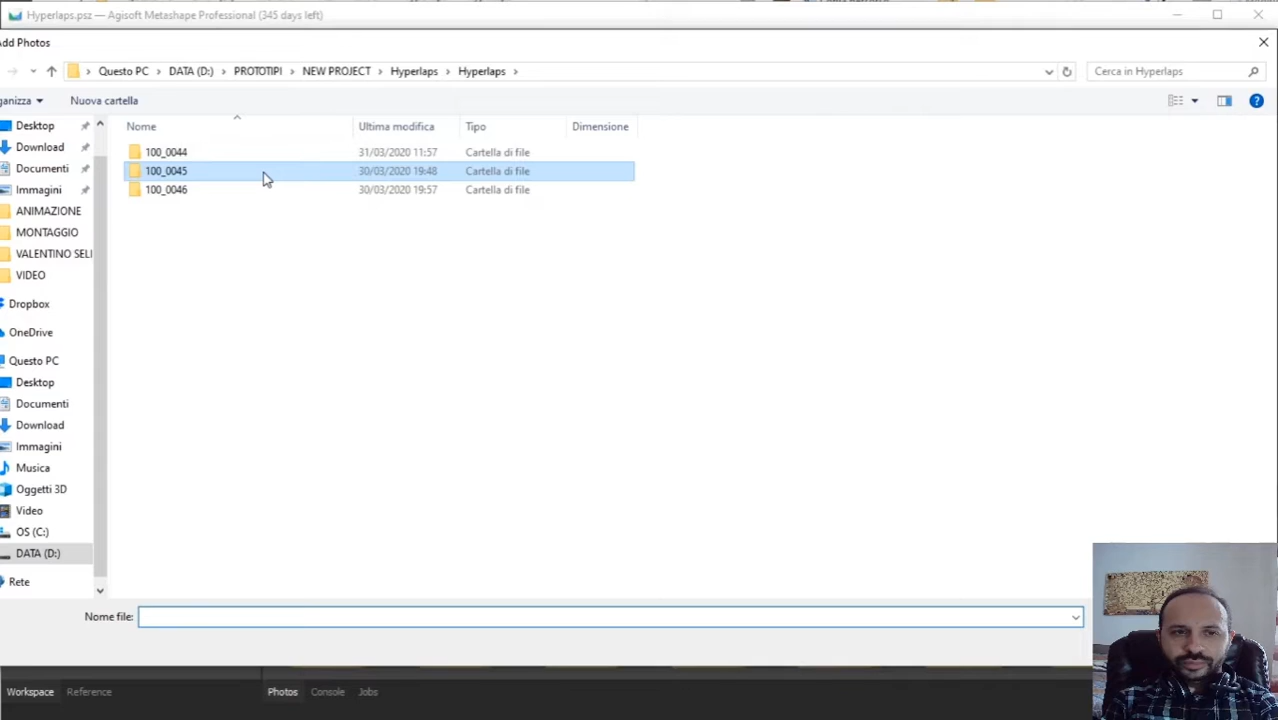 Hyperlaps.psz — Agisoft Metashape Professional (345 days left)
Add Photos
Questo PC > DATA (D:) > PROTOTIPI > NEW PROJECT > Hyperlaps > Hyperlaps >
Cerca in Hyperlaps
ganizza
Nuova cartella
Nome
Ultima modifica
Tipo
Dimensione
100_0044
31/03/2020 11:57
Cartella di file
100_0045
30/03/2020 19:48
Cartella di file
100_0046
30/03/2020 19:57
Cartella di file
Desktop
Download
Documenti
Immagini
ANIMAZIONE
MONTAGGIO
VALENTINO SELI
VIDEO
Dropbox
OneDrive
Questo PC
Desktop
Documenti
Download
Immagini
Musica
Oggetti 3D
Video
OS (C:)
DATA (D:)
Rete
Nome file:
Workspace
Reference
Photos
Console
Jobs